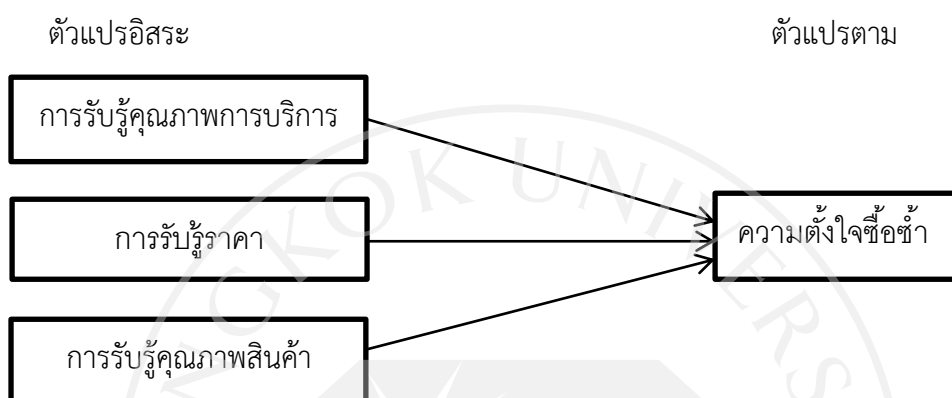 ตัวแปรอิสระ
ตัวแปรตาม
การรับรู้คุณภาพการบริการ
การรับรู้ราคา
การรับรู้คุณภาพสินค้า
ความตั้งใจซื้อซ้ำ
NGKOK UNIVERS